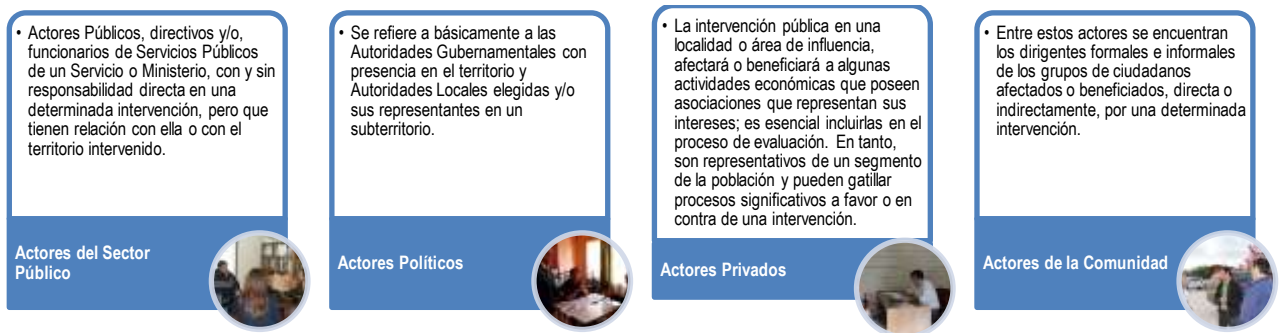 • Actores Públicos, directivos y/o,
funcionarios de Servicios Públicos
de un Servicio o Ministerio, con y sin
responsabilidad directa en una
determinada intervención, pero que
tienen relación con ella o con el
territorio intervenido.
Actores del Sector
Público
• Se refiere a básicamente a las
Autoridades Gubernamentales con
presencia en el territorio y
Autoridades Locales elegidas y/o
sus representantes en un
subterritorio.
Actores Políticos
• La intervención pública en una
localidad o área de influencia,
afectará o beneficiará a algunas
actividades económicas que poseen
asociaciones que representan sus
intereses; es esencial incluirlas en el
proceso de evaluación. En tanto,
son representativos de un segmento
de la población y pueden gatillar
procesos significativos a favor o en
contra de una intervención.
Actores Privados
• Entre estos actores se encuentran
los dirigentes formales e informales
de los grupos de ciudadanos
afectados o beneficiados, directa o
indirectamente, por una determinada
intervención.
Actores de la Comunidad